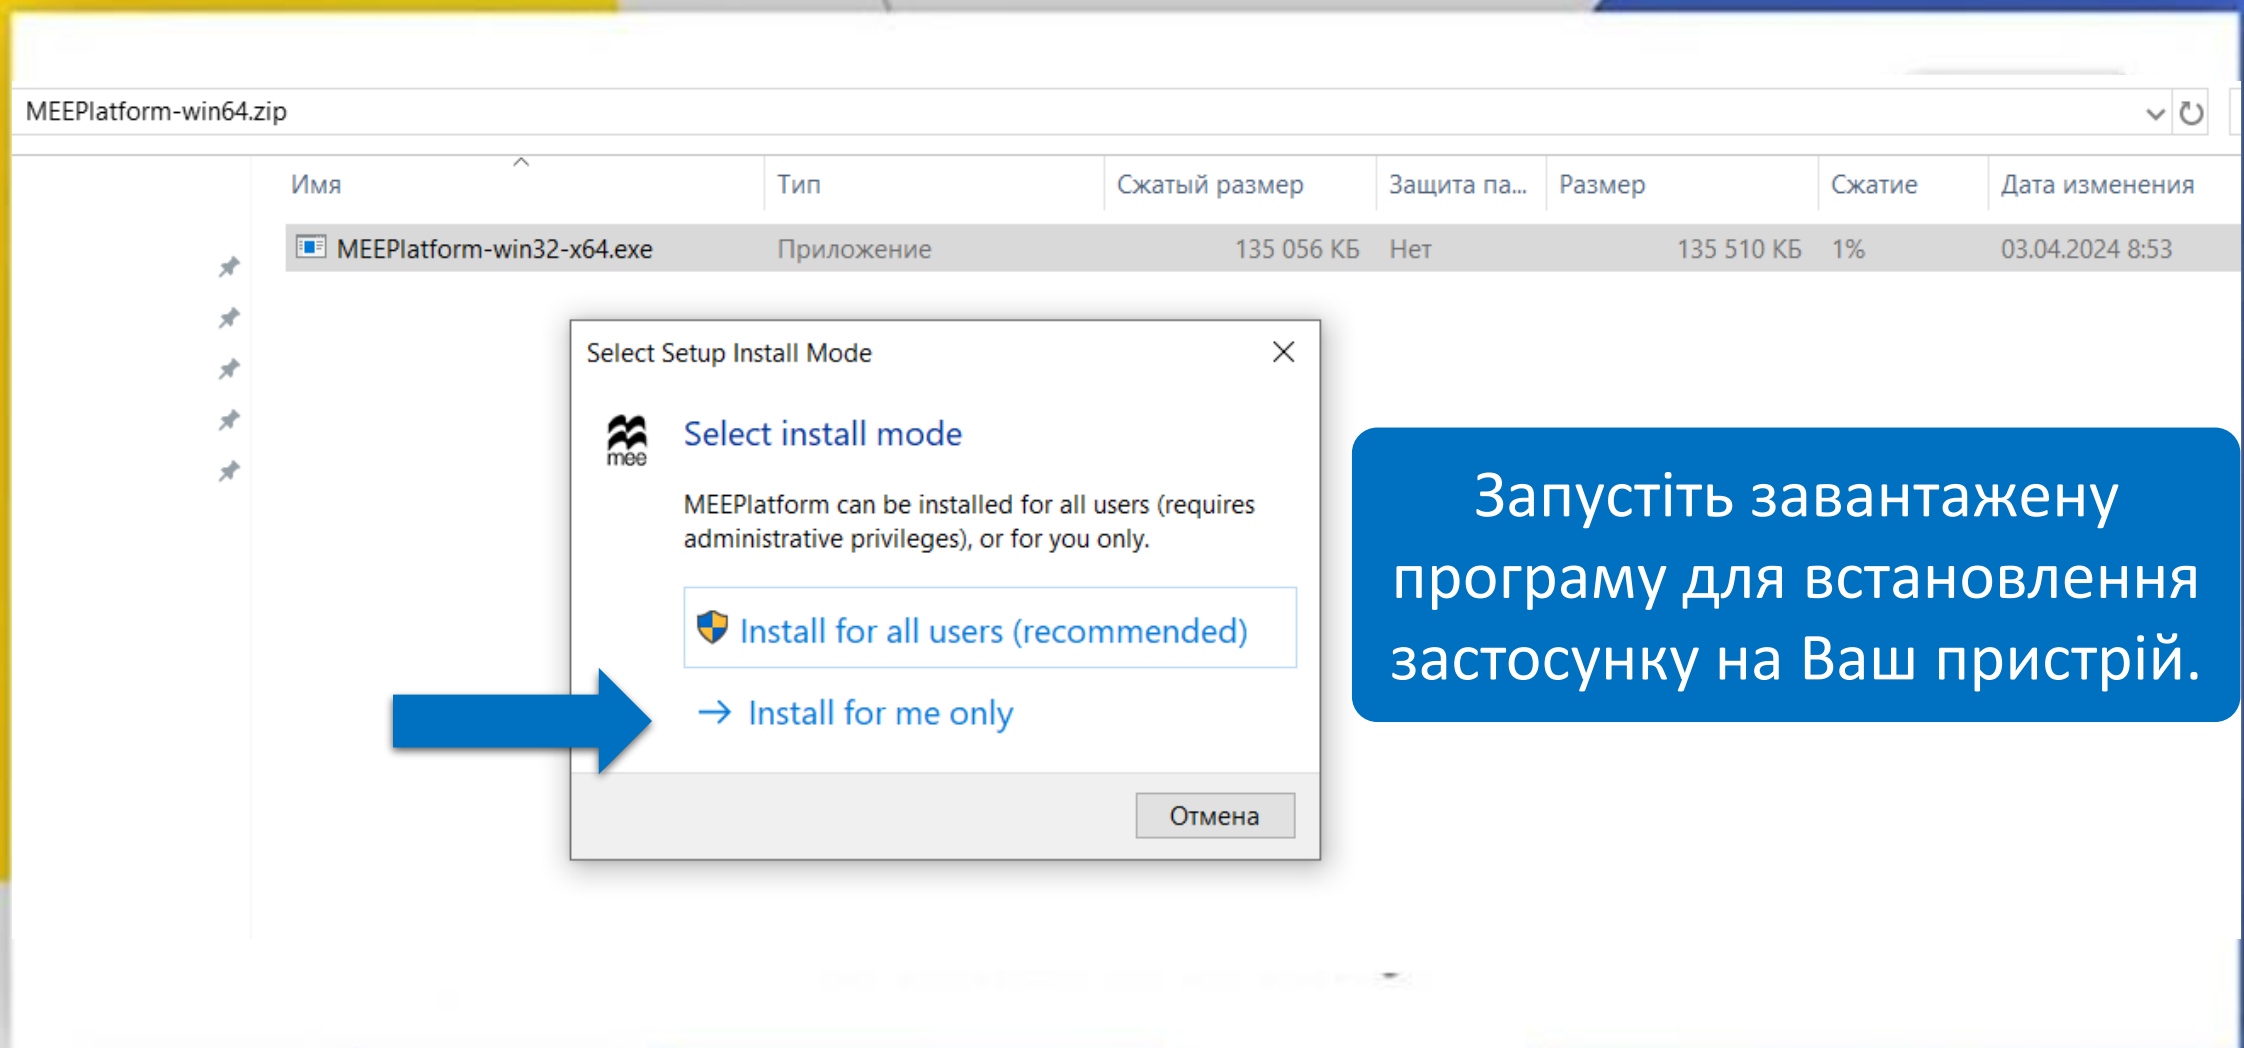 MEEPlatform-win64.zip
Имя Тип Сжатый размер Защита па... Размер Сжатие Дата изменения
MEEPlatform-win32-x64.exe Приложение 135 056 КБ Нет 135 510 КБ 1% 03.04.2024 8:53
Select Setup Install Mode
mee
Select install mode
MEEPlatform can be installed for all users (requires
administrative privileges), or for you only.
Install for all users (recommended)
Install for me only
Отмена
Запустіть завантажену
програму для встановлення
застосунку на Ваш пристрій.